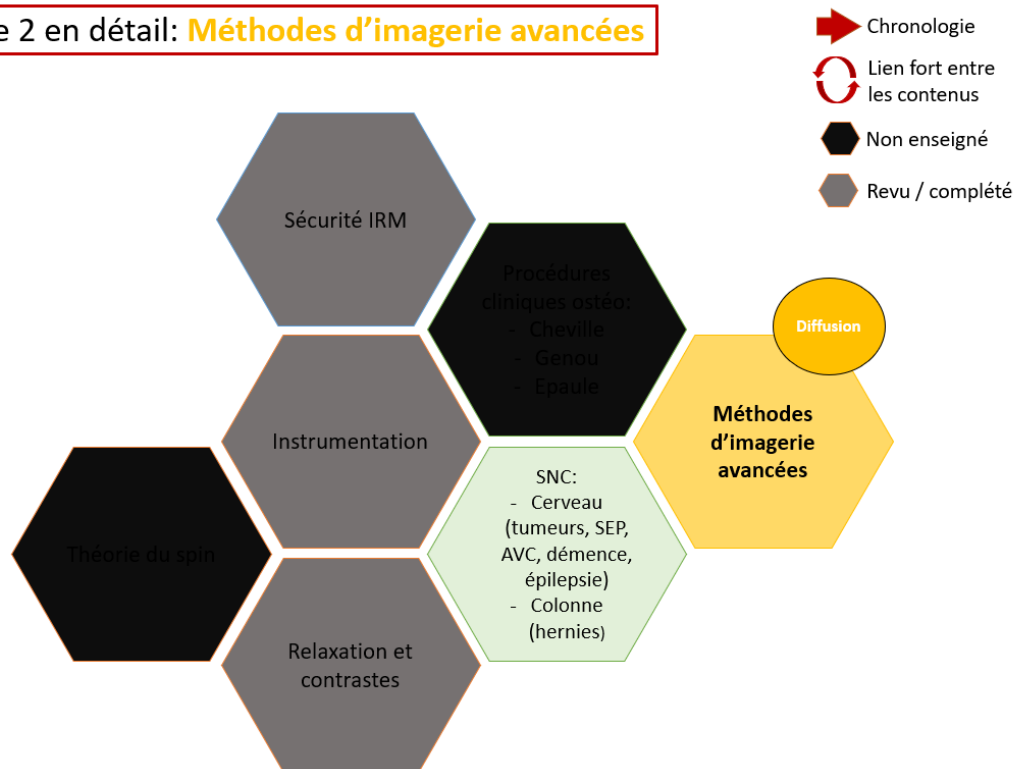 e 2 en détail: Méthodes d’imagerie avancées
Chronologie
Lien fort entre
les contenus
Non enseigné
Revu / complété
Sécurité IRM
Procédures
cliniques ostéo:
- Cheville
- Genou
- Epaule
Diffusion
Méthodes
d’imagerie
avancées
Instrumentation
SNC:
- Cerveau
(tumeurs, SEP,
AVC, démence,
épilepsie)
- Colonne
(hernies)
Théorie du spin
Relaxation et
contrastes